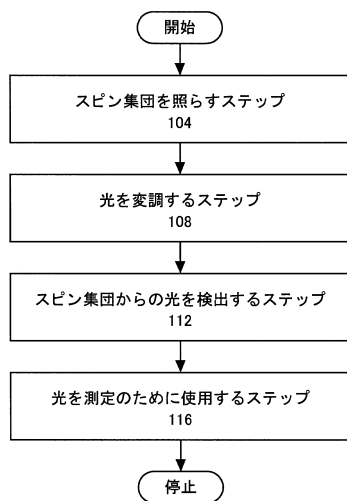 開始
スピン集団を照らすステップ
104
光を変調するステップ
108
スピン集団からの光を検出するステップ
112
光を測定のために使用するステップ
116
停止